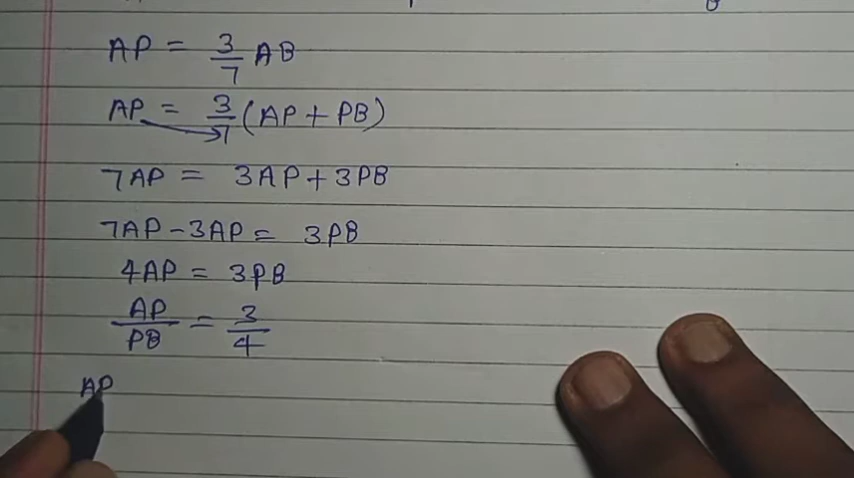 AP = 3/7 AB
AP = 3/7 (AP + PB)
7AP = 3AP + 3PB
7AP - 3AP = 3PB
4AP = 3PB
AP/PB = 3/4
AP